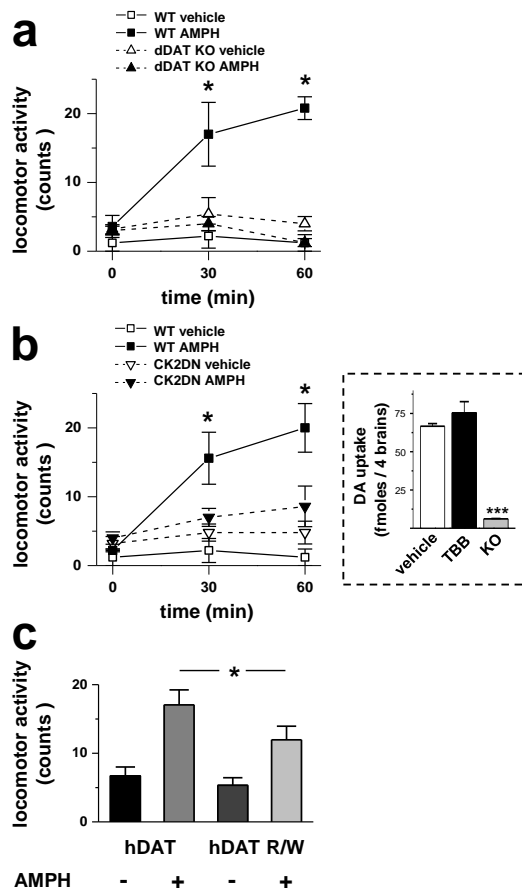 a
WT vehicle
WT AMPH
dDAT KO vehicle
dDAT KO AMPH
locomotor activity
(counts )
20
10
0
*
*
0 30 60
time (min)
b
WT vehicle
WT AMPH
CK2DN vehicle
CK2DN AMPH
locomotor activity
(counts)
20
10
0
*
*
0 30 60
time (min)
DA uptake
(fmoles / 4 brains)
75
50
25
***
vehicle TBB KO
c
locomotor activity
(counts)
20
10
0
*
hDAT hDAT R/W
AMPH - + - +